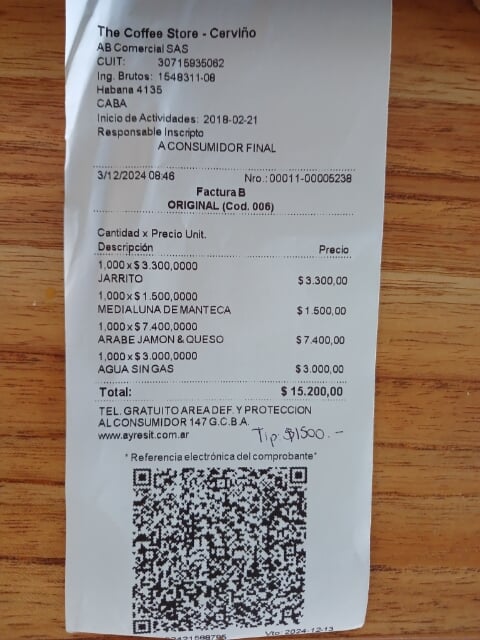 The Coffee Store - Cerviño
AB Comercial SAS
CUIT: 30715935062
Ing. Brutos: 1548311-08
Habana 4135
CABA
Inicio de Actividades: 2018-02-21
Responsable Inscripto
A CONSUMIDOR FINAL
3/12/2024 08:46 Nro.: 00011-00005238
Factura B
ORIGINAL (Cod. 006)
Cantidad x Precio Unit.
Descripción Precio
1,000 x $ 3.300,0000
JARRITO $ 3.300,00
1,000 x $ 1.500,0000
MEDIALUNA DE MANTECA $ 1.500,00
1,000 x $ 7.400,0000
ARABE JAMON & QUESO $ 7.400,00
1,000 x $ 3.000,0000
AGUA SIN GAS $ 3.000,00
Total: $ 15.200,00
TEL. GRATUITO AREA DEF. Y PROTECCION
AL CONSUMIDOR 147 G.C.B.A.
www.ayresit.com.ar Tip: $1500.-
* Referencia electrónica del comprobante*
Vto: 2024-12-13